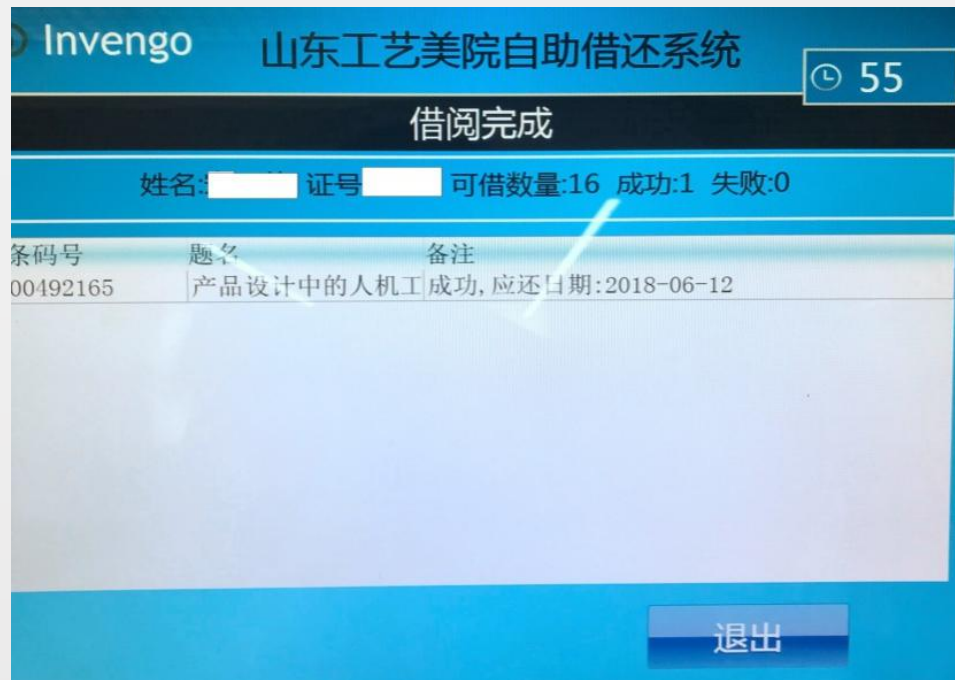 Invengo
山东工艺美院自助借还系统
55
借阅完成
姓名: 证号 可借数量:16 成功:1 失败:0
条码号 题名 备注
00492165 产品设计中的人机工 成功,应还日期:2018-06-12
退出